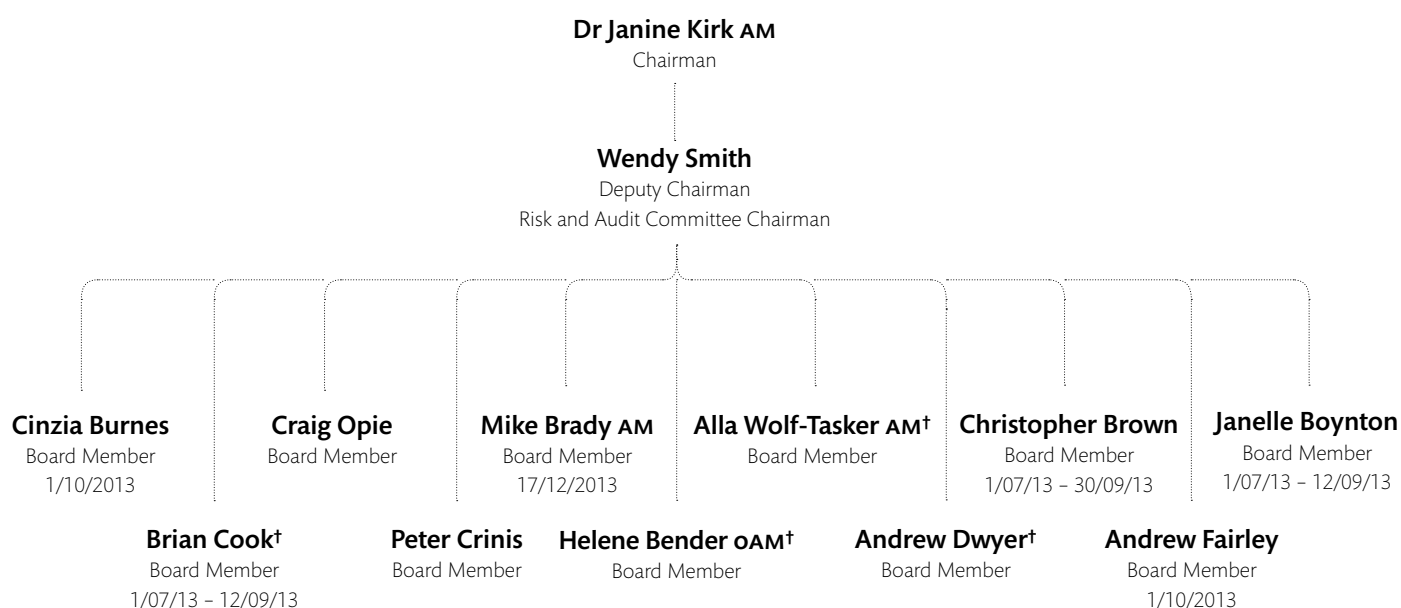 Dr Janine Kirk AM
Chairman
Wendy Smith
Deputy Chairman
Risk and Audit Committee Chairman
Cinzia Burnes
Board Member
1/10/2013
Craig Opie
Board Member
Mike Brady AM
Board Member
17/12/2013
Alla Wolf-Tasker AM†
Board Member
Christopher Brown
Board Member
1/07/13 – 30/09/13
Janelle Boynton
Board Member
1/07/13 – 12/09/13
Brian Cook†
Board Member
1/07/13 – 12/09/13
Peter Crinis
Board Member
Helene Bender OAM†
Board Member
Andrew Dwyer†
Board Member
Andrew Fairley
Board Member
1/10/2013